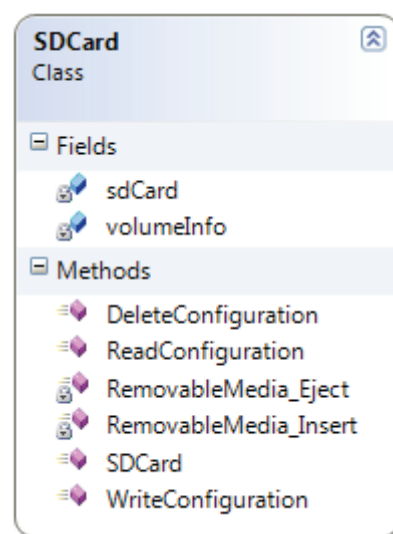 SDCard
Class
Fields
sdCard
volumeInfo
Methods
DeleteConfiguration
ReadConfiguration
RemovableMedia_Eject
RemovableMedia_Insert
SDCard
WriteConfiguration